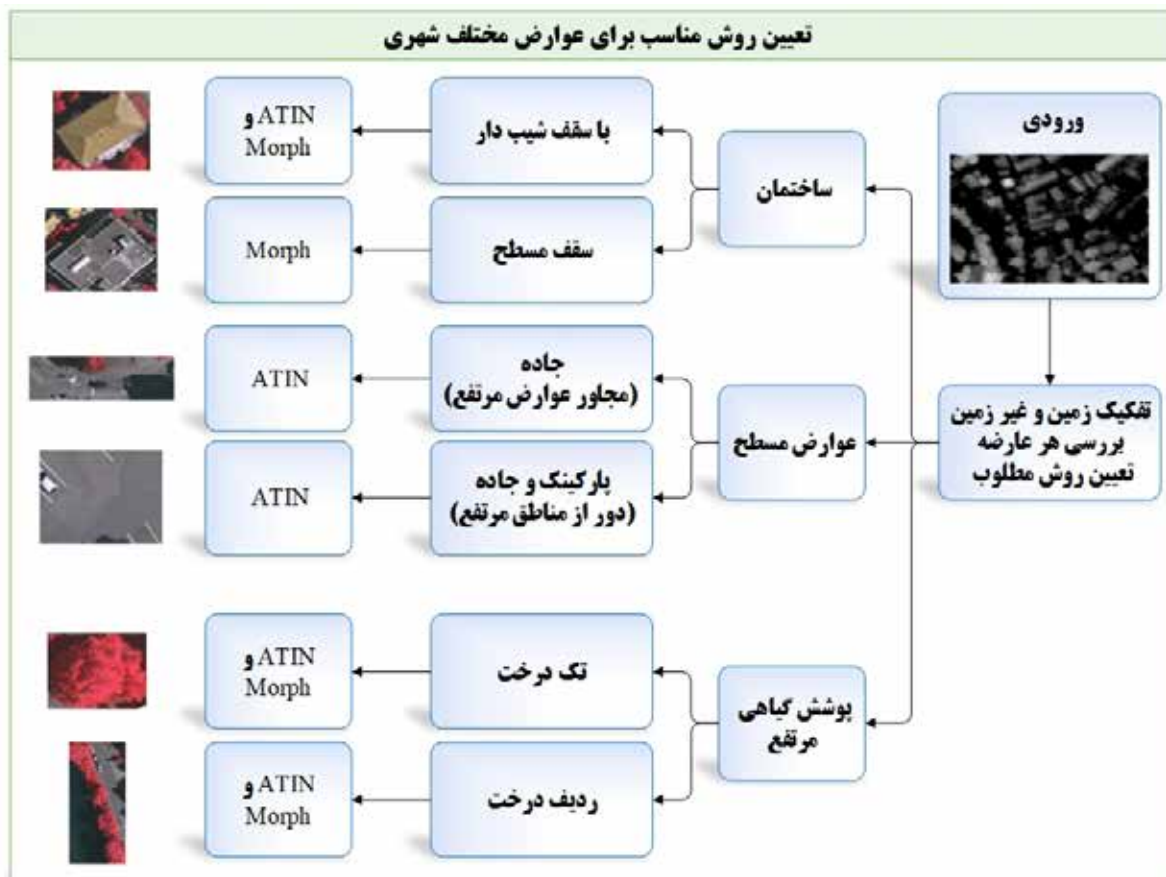 تعیین روش مناسب برای عوارض مختلف شهری
ورودی
تفکیک زمین و غیر زمین
بررسی هر عارضه
تعیین روش مطلوب
ساختمان
با سقف شیب دار
ATIN و
Morph
سقف مسطح
Morph
عوارض مسطح
جاده
(مجاور عوارض مرتفع)
ATIN
پارکینک و جاده
(دور از مناطق مرتفع)
ATIN
پوشش گیاهی
مرتفع
تک درخت
ATIN و
Morph
ردیف درخت
ATIN و
Morph